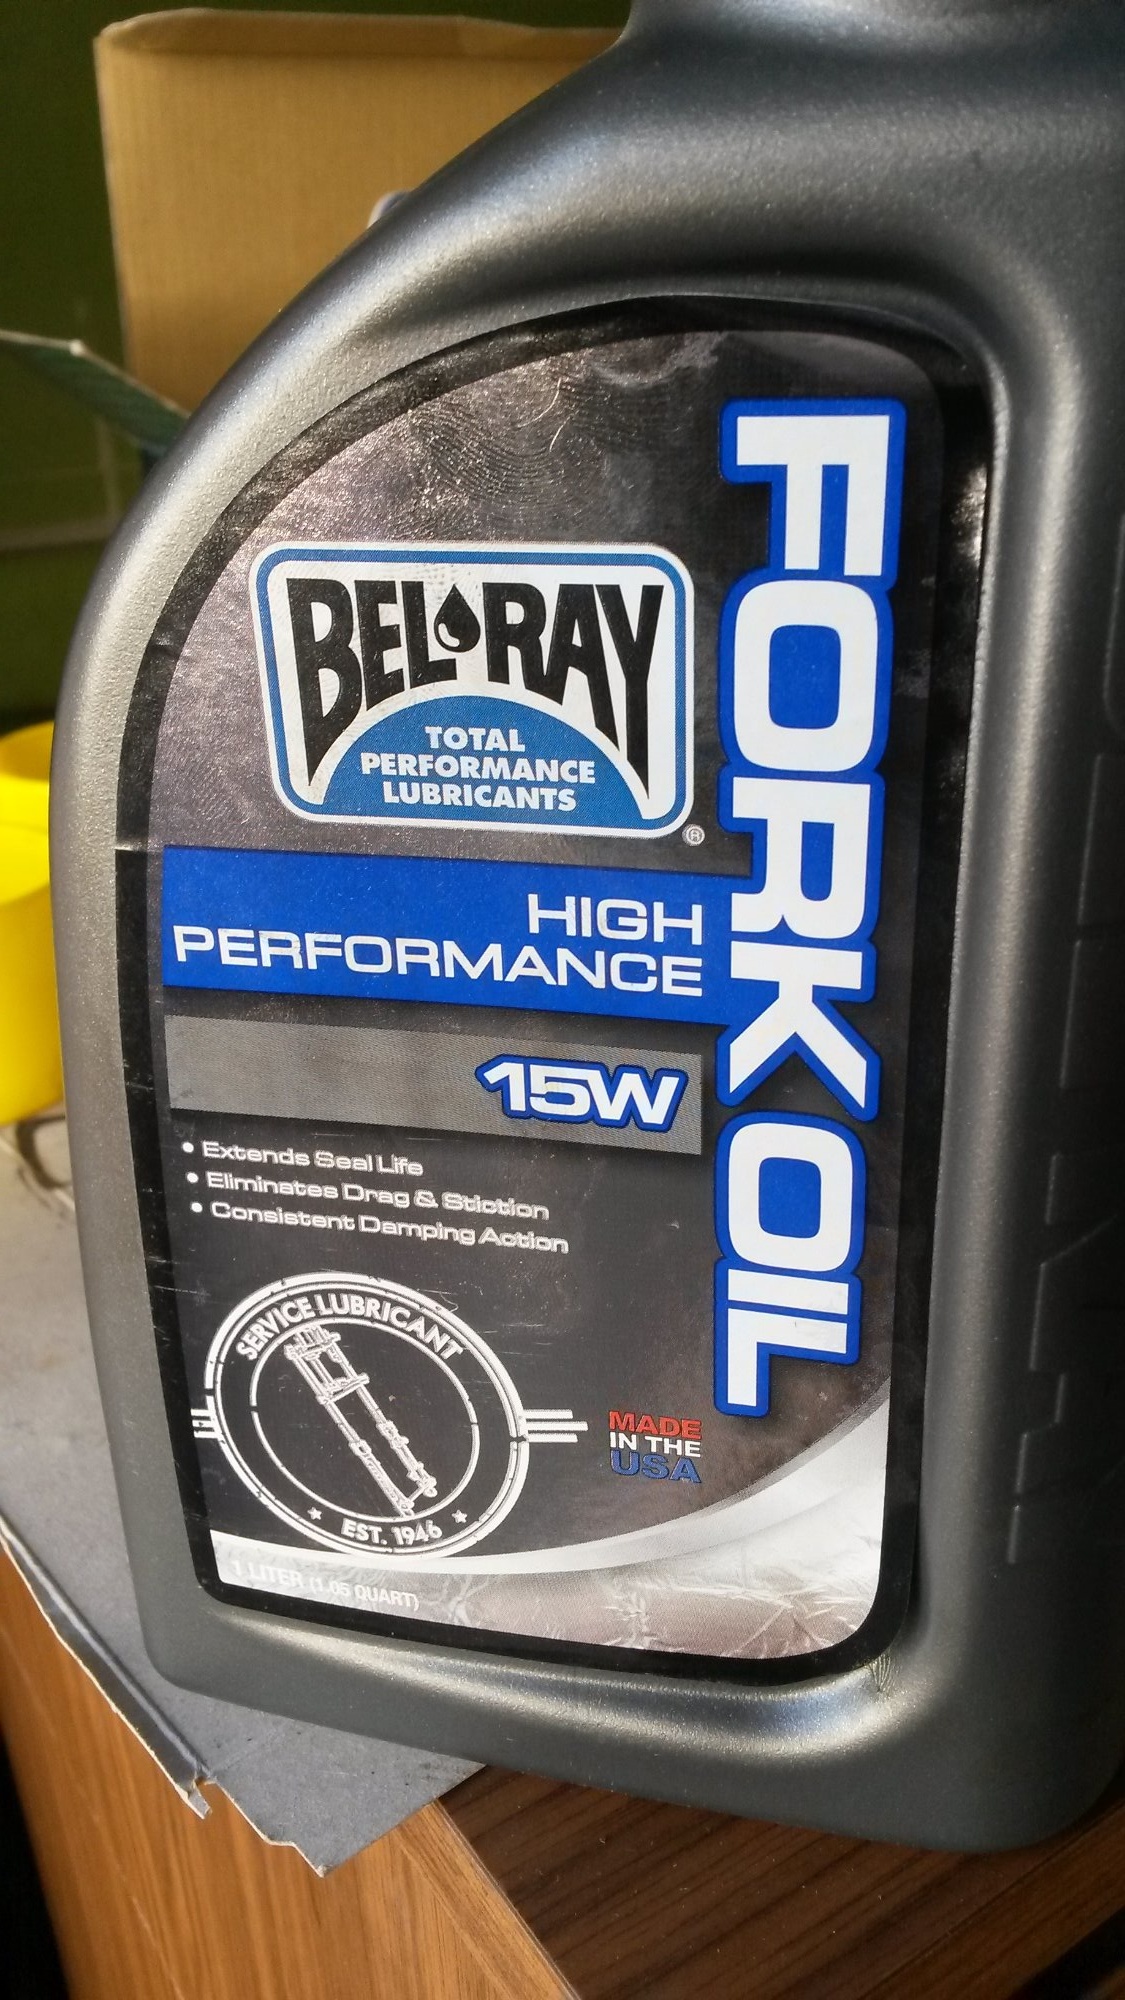 BEL-RAY
TOTAL
PERFORMANCE
LUBRICANTS
®
FORK OIL
HIGH
PERFORMANCE
15W
• Extends Seal Life
• Eliminates Drag & Stiction
• Consistent Damping Action
SERVICE LUBRICANT
EST. 1946
MADE
IN THE
USA
1 LITER (1.05 QUART)